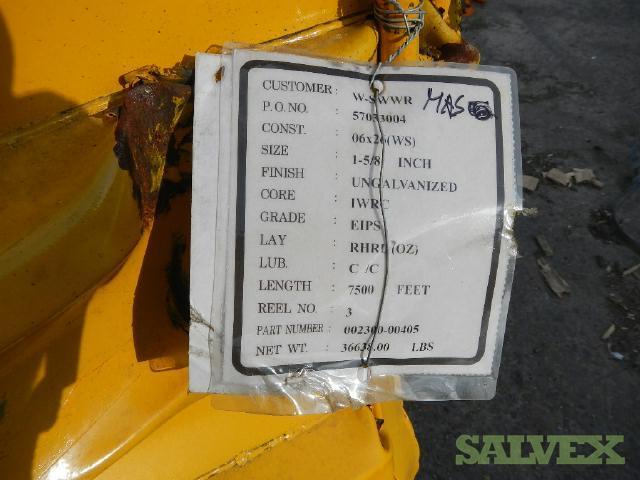 CUSTOMER: W-SWWR
P.O. NO. : 57033004
CONST. : 06x26(WS)
SIZE : 1-5/8 INCH
FINISH : UNGALVANIZED
CORE : IWRC
GRADE : EIPS
LAY : RHRL(OZ)
LUB. : C /C
LENGTH : 7500 FEET
REEL NO. : 3
PART NUMBER : 002300-00405
NET WT. : 36638.00 LBS
SALVEX